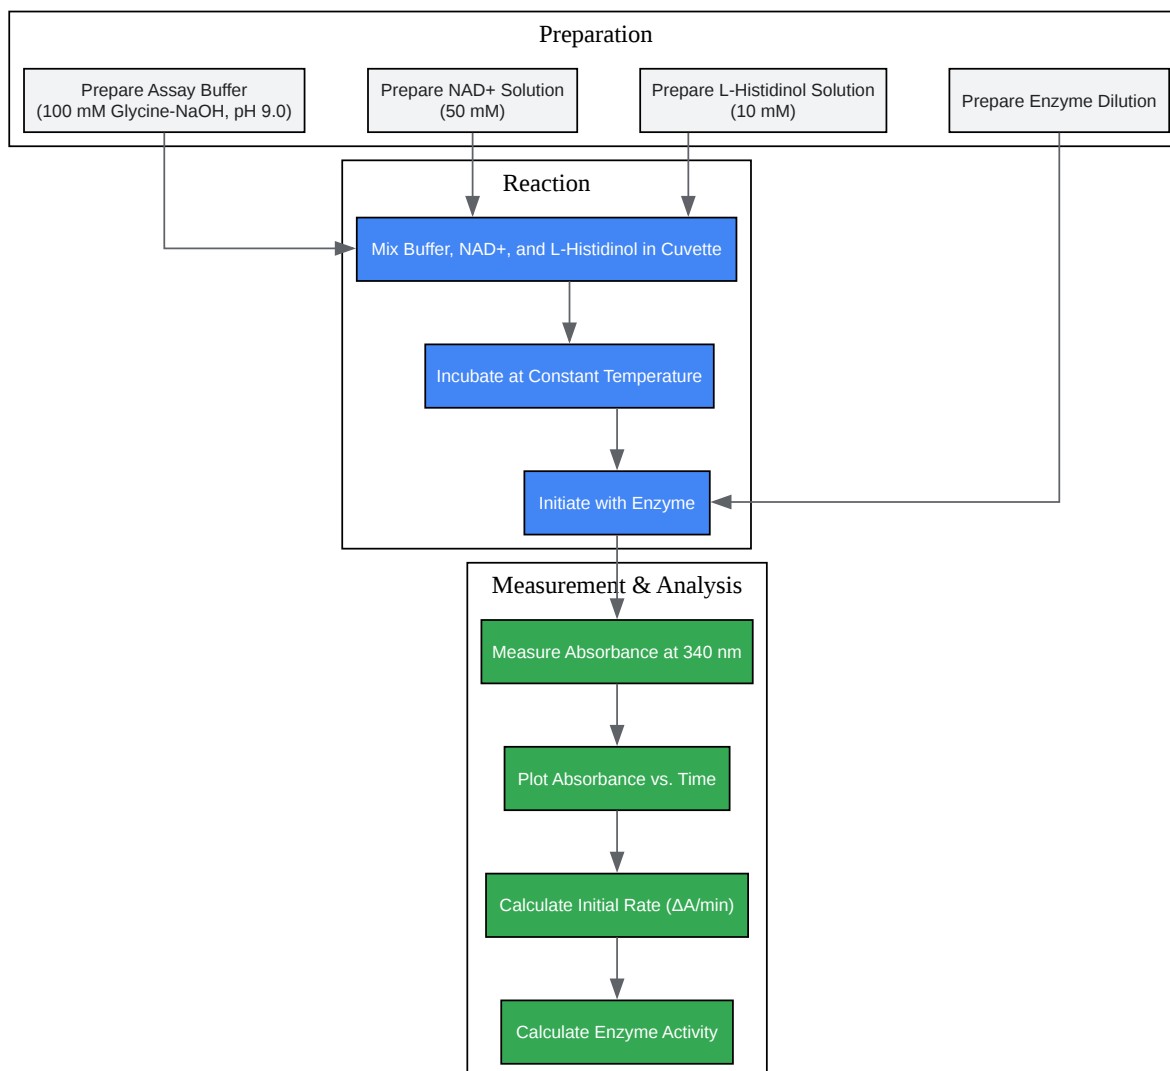 Preparation
Prepare Assay Buffer
(100 mM Glycine-NaOH, pH 9.0)
Prepare NAD+ Solution
(50 mM)
Prepare L-Histidinol Solution
(10 mM)
Prepare Enzyme Dilution
Reaction
Mix Buffer, NAD+, and L-Histidinol in Cuvette
Incubate at Constant Temperature
Initiate with Enzyme
Measurement & Analysis
Measure Absorbance at 340 nm
Plot Absorbance vs. Time
Calculate Initial Rate (ΔA/min)
Calculate Enzyme Activity